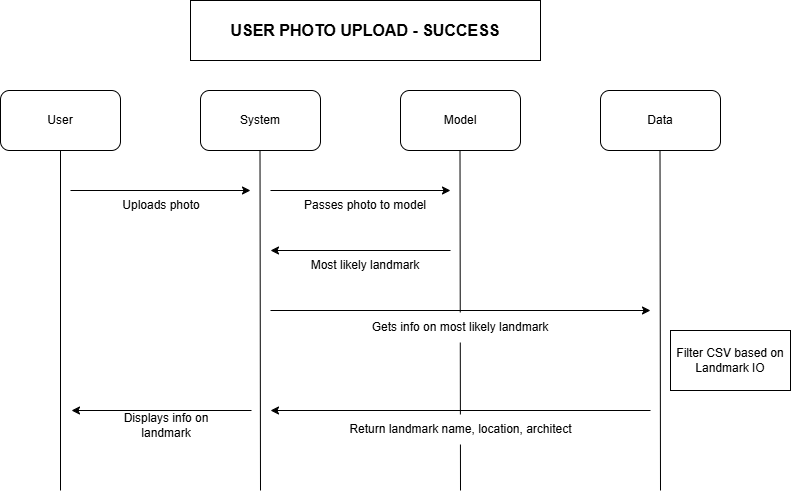 USER PHOTO UPLOAD - SUCCESS
User
System
Model
Data
Uploads photo
Passes photo to model
Most likely landmark
Gets info on most likely landmark
Filter CSV based on
Landmark IO
Displays info on
landmark
Return landmark name, location, architect